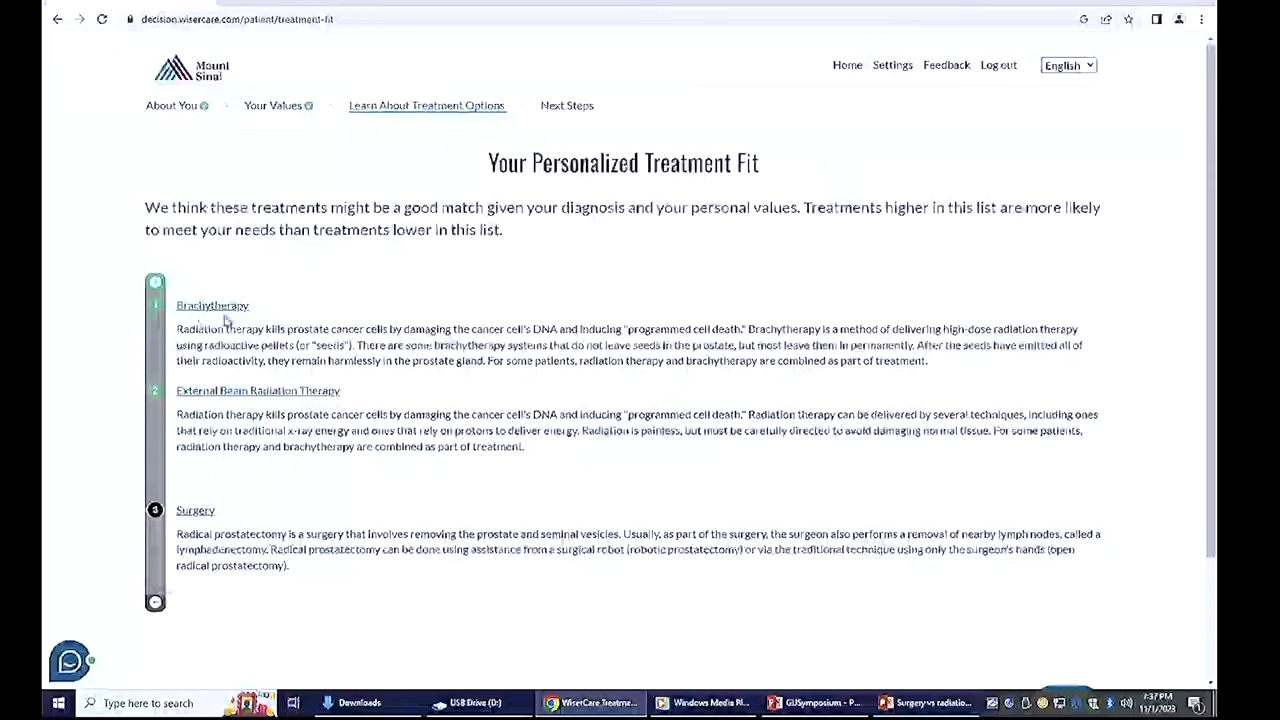 decision.wisercare.com/patient/treatment-fit
Mount
Sinai
Home Settings Feedback Log out English
About You Your Values Learn About Treatment Options Next Steps
Your Personalized Treatment Fit
We think these treatments might be a good match given your diagnosis and your personal values. Treatments higher in this list are more likely
to meet your needs than treatments lower in this list.
1 Brachytherapy
Radiation therapy kills prostate cancer cells by damaging the cancer cell's DNA and inducing "programmed cell death." Brachytherapy is a method of delivering high-dose radiation therapy
using radioactive pellets (or "seeds"). There are some brachytherapy systems that do not leave seeds in the prostate, but most leave them in permanently. After the seeds have emitted all of
their radioactivity, they remain harmlessly in the prostate gland. For some patients, radiation therapy and brachytherapy are combined as part of treatment.
2 External Beam Radiation Therapy
Radiation therapy kills prostate cancer cells by damaging the cancer cell's DNA and inducing "programmed cell death." Radiation therapy can be delivered by several techniques, including ones
that rely on traditional x-ray energy and ones that rely on protons to deliver energy. Radiation is painless, but must be carefully directed to avoid damaging normal tissue. For some patients,
radiation therapy and brachytherapy are combined as part of treatment.
3 Surgery
Radical prostatectomy is a surgery that involves removing the prostate and seminal vesicles. Usually, as part of the surgery, the surgeon also performs a removal of nearby lymph nodes, called a
lymphadenectomy. Radical prostatectomy can be done using assistance from a surgical robot (robotic prostatectomy) or via the traditional technique using only the surgeon's hands (open
radical prostatectomy).
Type here to search Downloads USB Drive (D:) WiserCare Treatme... Windows Media Pl... GUSymposium - P... Surgery vs radiatio... 7:37 PM
11/1/2023